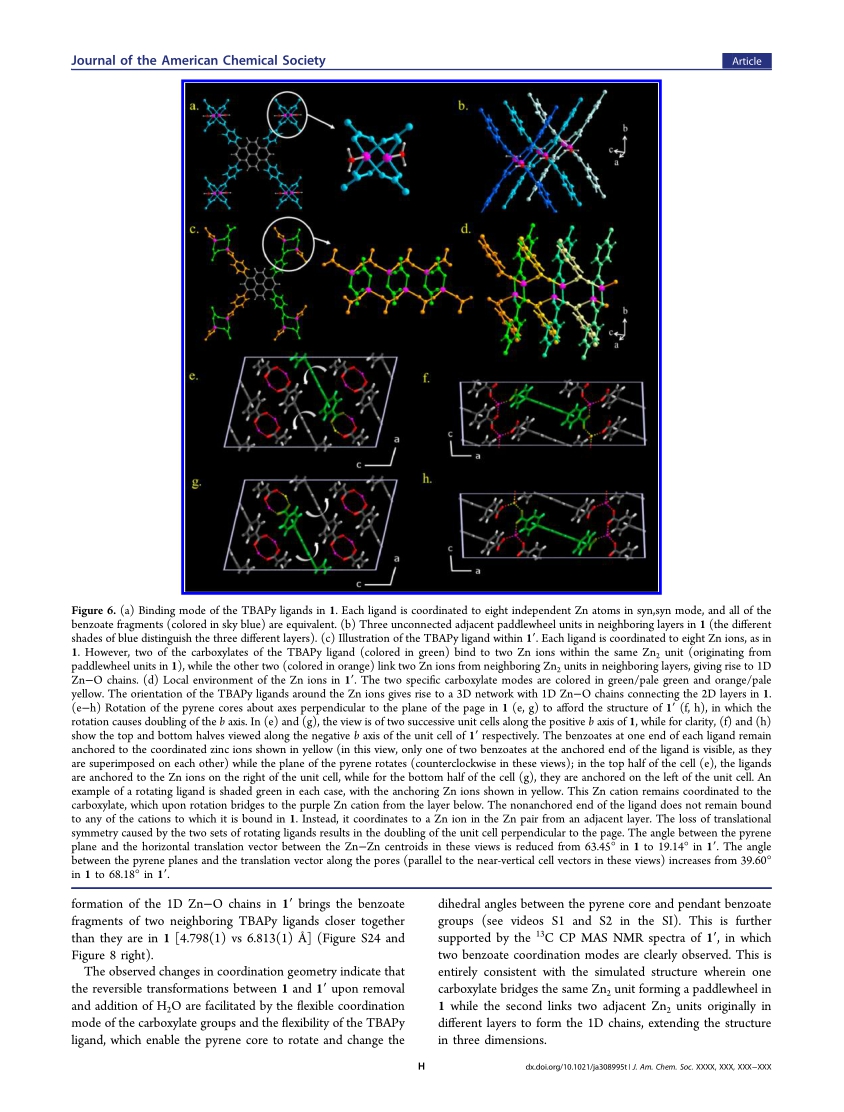 Journal of the American Chemical Society
Article
a.
b.
b
c
a
c.
d.
b
c
a
e.
f.
a
c
c
a
g.
h.
a
c
c
a
Figure 6. (a) Binding mode of the TBAPy ligands in 1. Each ligand is coordinated to eight independent Zn atoms in syn,syn mode, and all of the
benzoate fragments (colored in sky blue) are equivalent. (b) Three unconnected adjacent paddlewheel units in neighboring layers in 1 (the different
shades of blue distinguish the three different layers). (c) Illustration of the TBAPy ligand within 1′. Each ligand is coordinated to eight Zn ions, as in
1. However, two of the carboxylates of the TBAPy ligand (colored in green) bind to two Zn ions within the same Zn₂ unit (originating from
paddlewheel units in 1), while the other two (colored in orange) link two Zn ions from neighboring Zn₂ units in neighboring layers, giving rise to 1D
Zn−O chains. (d) Local environment of the Zn ions in 1′. The two specific carboxylate modes are colored in green/pale green and orange/pale
yellow. The orientation of the TBAPy ligands around the Zn ions gives rise to a 3D network with 1D Zn−O chains connecting the 2D layers in 1.
(e−h) Rotation of the pyrene cores about axes perpendicular to the plane of the page in 1 (e, g) to afford the structure of 1′ (f, h), in which the
rotation causes doubling of the b axis. In (e) and (g), the view is of two successive unit cells along the positive b axis of 1, while for clarity, (f) and (h)
show the top and bottom halves viewed along the negative b axis of the unit cell of 1′ respectively. The benzoates at one end of each ligand remain
anchored to the coordinated zinc ions shown in yellow (in this view, only one of two benzoates at the anchored end of the ligand is visible, as they
are superimposed on each other) while the plane of the pyrene rotates (counterclockwise in these views); in the top half of the cell (e), the ligands
are anchored to the Zn ions on the right of the unit cell, while for the bottom half of the cell (g), they are anchored on the left of the unit cell. An
example of a rotating ligand is shaded green in each case, with the anchoring Zn ions shown in yellow. This Zn cation remains coordinated to the
carboxylate, which upon rotation bridges to the purple Zn cation from the layer below. The nonanchored end of the ligand does not remain bound
to any of the cations to which it is bound in 1. Instead, it coordinates to a Zn ion in the Zn pair from an adjacent layer. The loss of translational
symmetry caused by the two sets of rotating ligands results in the doubling of the unit cell perpendicular to the page. The angle between the pyrene
plane and the horizontal translation vector between the Zn−Zn centroids in these views is reduced from 63.45° in 1 to 19.14° in 1′. The angle
between the pyrene planes and the translation vector along the pores (parallel to the near-vertical cell vectors in these views) increases from 39.60°
in 1 to 68.18° in 1′.
formation of the 1D Zn−O chains in 1′ brings the benzoate
fragments of two neighboring TBAPy ligands closer together
than they are in 1 [4.798(1) vs 6.813(1) Å] (Figure S24 and
Figure 8 right).
The observed changes in coordination geometry indicate that
the reversible transformations between 1 and 1′ upon removal
and addition of H₂O are facilitated by the flexible coordination
mode of the carboxylate groups and the flexibility of the TBAPy
ligand, which enable the pyrene core to rotate and change the
dihedral angles between the pyrene core and pendant benzoate
groups (see videos S1 and S2 in the SI). This is further
supported by the ¹³C CP MAS NMR spectra of 1′, in which
two benzoate coordination modes are clearly observed. This is
entirely consistent with the simulated structure wherein one
carboxylate bridges the same Zn₂ unit forming a paddlewheel in
1 while the second links two adjacent Zn₂ units originally in
different layers to form the 1D chains, extending the structure
in three dimensions.
H
dx.doi.org/10.1021/ja308995t | J. Am. Chem. Soc. XXXX, XXX, XXX−XXX